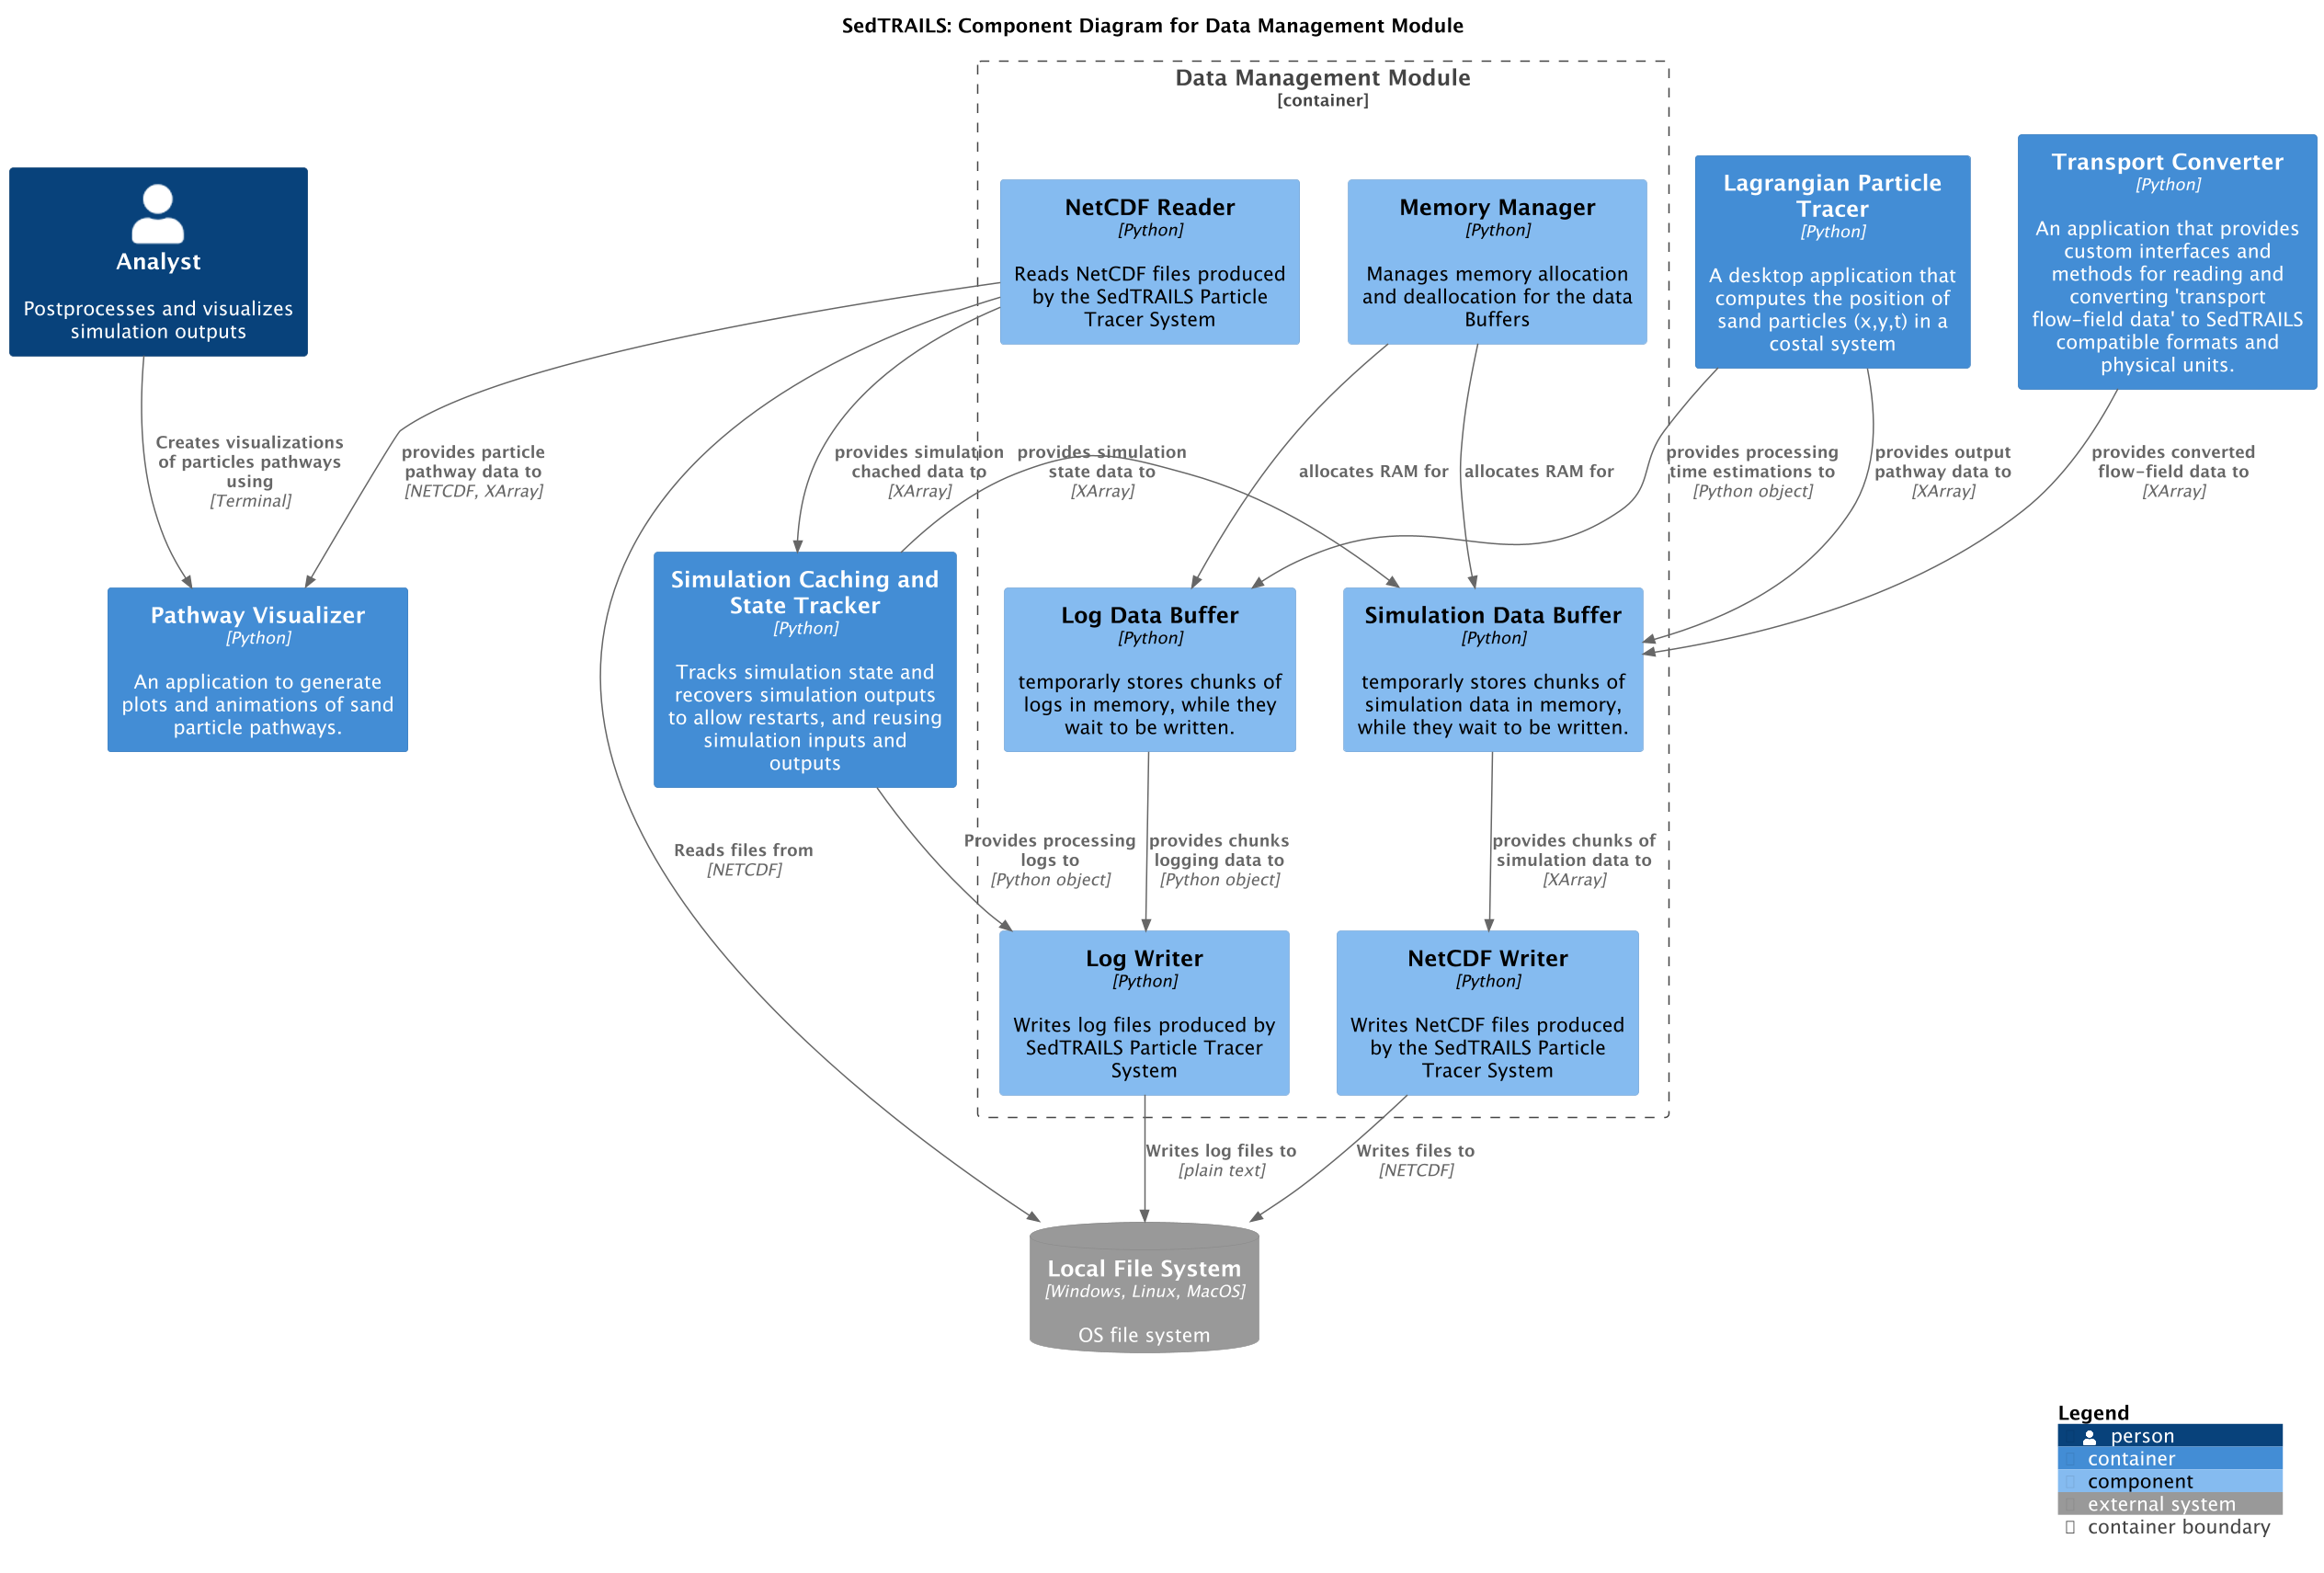 SedTRAILS: Component Diagram for Data Management Module
Data Management Module
[container]
Analyst
Postprocesses and visualizes
simulation outputs
NetCDF Reader
[Python]
Reads NetCDF files produced
by the SedTRAILS Particle
Tracer System
Memory Manager
[Python]
Manages memory allocation
and deallocation for the data
Buffers
Lagrangian Particle
Tracer
[Python]
A desktop application that
computes the position of
sand particles (x,y,t) in a
costal system
Transport Converter
[Python]
An application that provides
custom interfaces and
methods for reading and
converting 'transport
flow-field data' to SedTRAILS
compatible formats and
physical units.
Creates visualizations
of particles pathways
using
[Terminal]
provides particle
pathway data to
[NETCDF, XArray]
provides simulation
chached data to
[XArray]
provides simulation
state data to
[XArray]
allocates RAM for
allocates RAM for
provides processing
time estimations to
[Python object]
provides output
pathway data to
[XArray]
provides converted
flow-field data to
[XArray]
Pathway Visualizer
[Python]
An application to generate
plots and animations of sand
particle pathways.
Simulation Caching and
State Tracker
[Python]
Tracks simulation state and
recovers simulation outputs
to allow restarts, and reusing
simulation inputs and
outputs
Log Data Buffer
[Python]
temporarly stores chunks of
logs in memory, while they
wait to be written.
Simulation Data Buffer
[Python]
temporarly stores chunks of
simulation data in memory,
while they wait to be written.
Reads files from
[NETCDF]
Provides processing
logs to
[Python object]
provides chunks
logging data to
[Python object]
provides chunks of
simulation data to
[XArray]
Log Writer
[Python]
Writes log files produced by
SedTRAILS Particle Tracer
System
NetCDF Writer
[Python]
Writes NetCDF files produced
by the SedTRAILS Particle
Tracer System
Writes log files to
[plain text]
Writes files to
[NETCDF]
Local File System
[Windows, Linux, MacOS]
OS file system
Legend
person
container
component
external system
container boundary